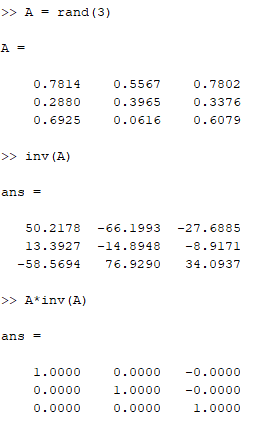 >> A = rand(3)
A =
0.7814 0.5567 0.7802
0.2880 0.3965 0.3376
0.6925 0.0616 0.6079
>> inv(A)
ans =
50.2178 -66.1993 -27.6885
13.3927 -14.8948 -8.9171
-58.5694 76.9290 34.0937
>> A*inv(A)
ans =
1.0000 0.0000 -0.0000
0.0000 1.0000 -0.0000
0.0000 0.0000 1.0000